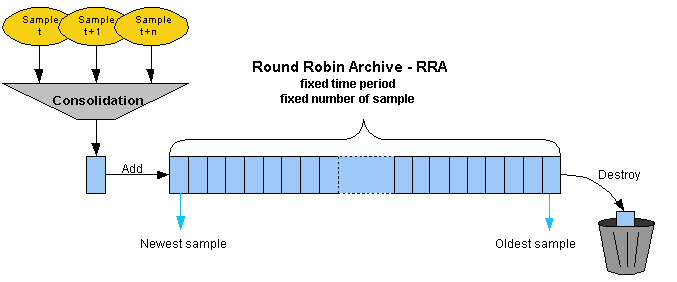 Sample
t
Sample
t+1
Sample
t+n
Consolidation
Round Robin Archive - RRA
fixed time period
fixed number of sample
Add
Destroy
Newest sample
Oldest sample